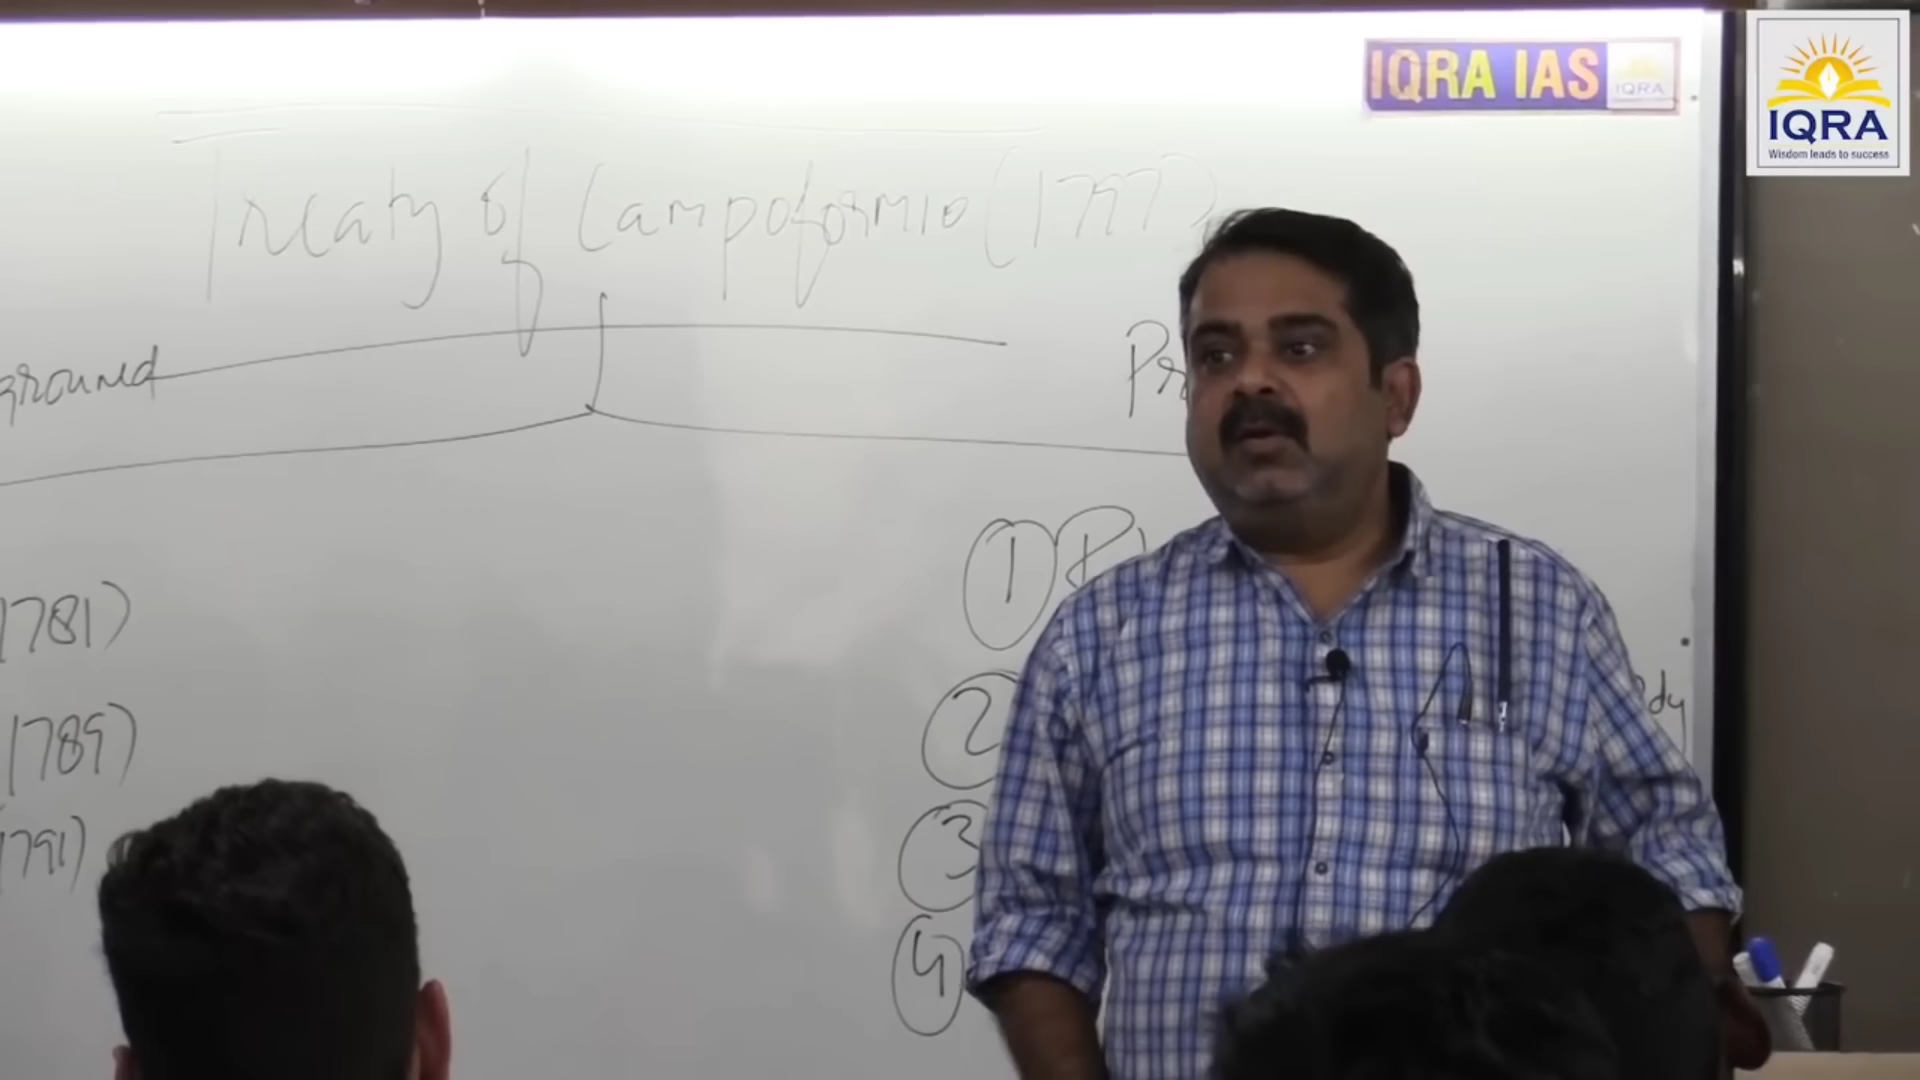 IQRA IAS
IQRA
IQRA
Wisdom leads to success
Treaty of Campoformio (1797)
ground
Pr
1781)
1789)
1791)
1
2
3
4
dy